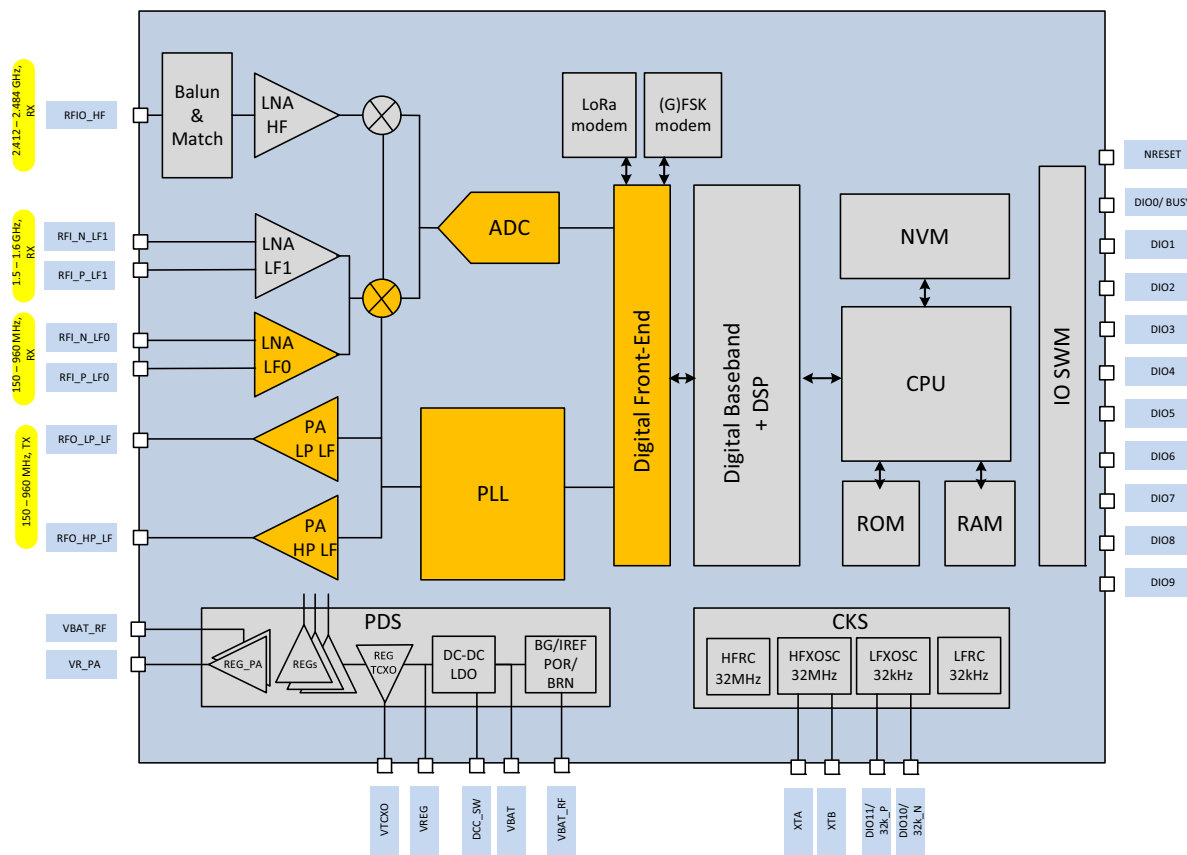 2.412 – 2.484 GHz,
RX
RFIO_HF
Balun
&
Match
LNA
HF
LoRa
modem
(G)FSK
modem
NRESET
DIO0/ BUSY
1.5 – 1.6 GHz,
RX
RFI_N_LF1
RFI_P_LF1
LNA
LF1
ADC
NVM
DIO1
DIO2
150 – 960 MHz,
RX
RFI_N_LF0
RFI_P_LF0
LNA
LF0
Digital Front-End
Digital Baseband
+ DSP
CPU
IO SWM
DIO3
DIO4
DIO5
150 – 960 MHz, TX
RFO_LP_LF
PA
LP LF
PLL
DIO6
DIO7
RFO_HP_LF
PA
HP LF
ROM
RAM
DIO8
DIO9
VBAT_RF
VR_PA
PDS
REG_PA
REGs
REG
TCXO
DC-DC
LDO
BG/IREF
POR/
BRN
CKS
HFRC
32MHz
HFXOSC
32MHz
LFXOSC
32kHz
LFRC
32kHz
VTCXO
VREG
DCC_SW
VBAT
VBAT_RF
XTA
XTB
DIO11/
32k_P
DIO10/
32k_N